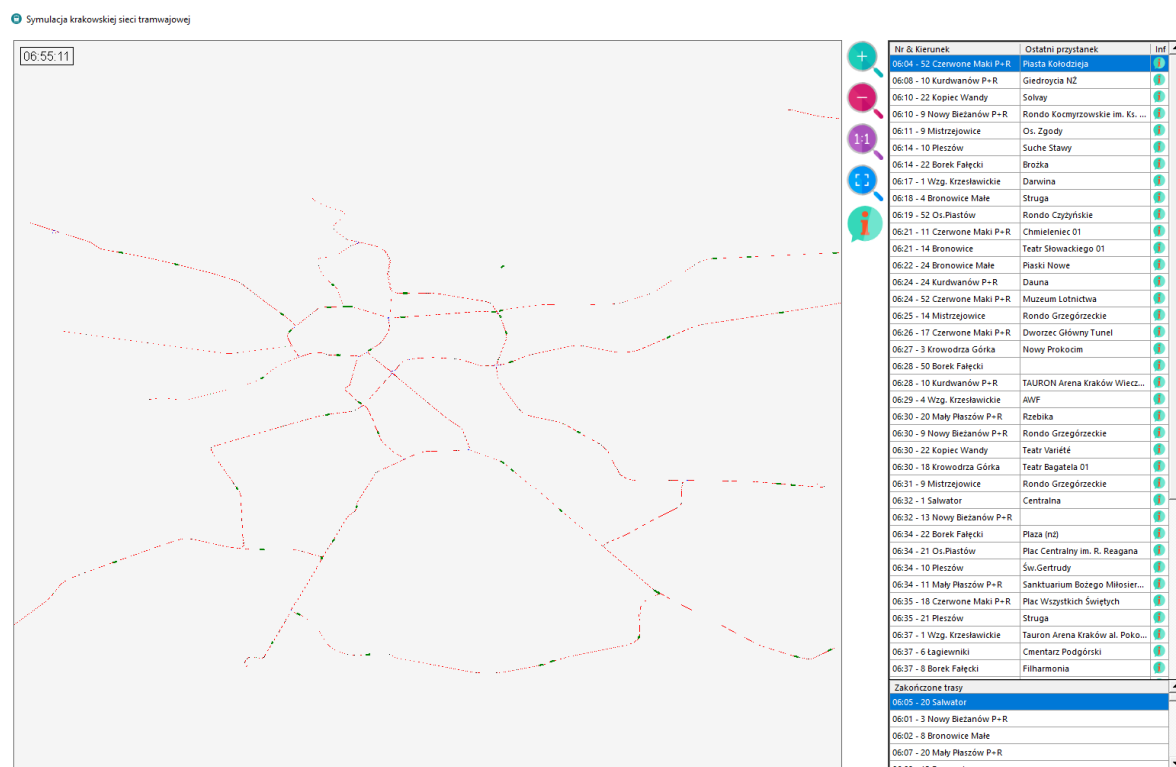 Symulacja krakowskiej sieci tramwajowej
06:55:11
1:1
Nr & Kierunek Ostatni przystanek Inf
06:04 - 52 Czerwone Maki P+R Piasta Kołodzieja
06:08 - 10 Kurdwanów P+R Giedroycia NŻ
06:10 - 22 Kopiec Wandy Solvay
06:10 - 9 Nowy Bieżanów P+R Rondo Kocmyrzowskie im. Ks. ...
06:11 - 9 Mistrzejowice Os. Zgody
06:14 - 10 Pleszów Suche Stawy
06:14 - 22 Borek Fałęcki Brożka
06:17 - 1 Wzg. Krzesławickie Darwina
06:18 - 4 Bronowice Małe Struga
06:19 - 52 Os.Piastów Rondo Czyżyńskie
06:21 - 11 Czerwone Maki P+R Chmieleniec 01
06:21 - 14 Bronowice Teatr Słowackiego 01
06:22 - 24 Bronowice Małe Piaski Nowe
06:24 - 24 Kurdwanów P+R Dauna
06:24 - 52 Czerwone Maki P+R Muzeum Lotnictwa
06:25 - 14 Mistrzejowice Rondo Grzegórzeckie
06:26 - 17 Czerwone Maki P+R Dworzec Główny Tunel
06:27 - 3 Krowodrza Górka Nowy Prokocim
06:28 - 50 Borek Fałęcki
06:28 - 10 Kurdwanów P+R TAURON Arena Kraków Wiecz...
06:29 - 4 Wzg. Krzesławickie AWF
06:30 - 20 Mały Płaszów P+R Rzebika
06:30 - 9 Nowy Bieżanów P+R Rondo Grzegórzeckie
06:30 - 22 Kopiec Wandy Teatr Variété
06:30 - 18 Krowodrza Górka Teatr Bagatela 01
06:31 - 9 Mistrzejowice Rondo Grzegórzeckie
06:32 - 1 Salwator Centralna
06:32 - 13 Nowy Bieżanów P+R
06:34 - 22 Borek Fałęcki Plaza (nż)
06:34 - 21 Os.Piastów Plac Centralny im. R. Reagana
06:34 - 10 Pleszów Św.Gertrudy
06:34 - 11 Mały Płaszów P+R Sanktuarium Bożego Miłosier...
06:35 - 18 Czerwone Maki P+R Plac Wszystkich Świętych
06:35 - 21 Pleszów Struga
06:37 - 1 Wzg. Krzesławickie Tauron Arena Kraków al. Poko...
06:37 - 6 Łagiewniki Cmentarz Podgórski
06:37 - 8 Borek Fałęcki Filharmonia
Zakończone trasy
06:05 - 20 Salwator
06:01 - 3 Nowy Bieżanów P+R
06:02 - 8 Bronowice Małe
06:07 - 20 Mały Płaszów P+R